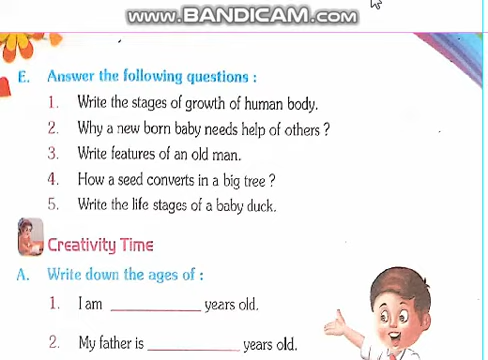 www.BANDICAM.com
E. Answer the following questions :
1. Write the stages of growth of human body.
2. Why a new born baby needs help of others ?
3. Write features of an old man.
4. How a seed converts in a big tree ?
5. Write the life stages of a baby duck.
Creativity Time
A. Write down the ages of :
1. I am __________ years old.
2. My father is __________ years old.